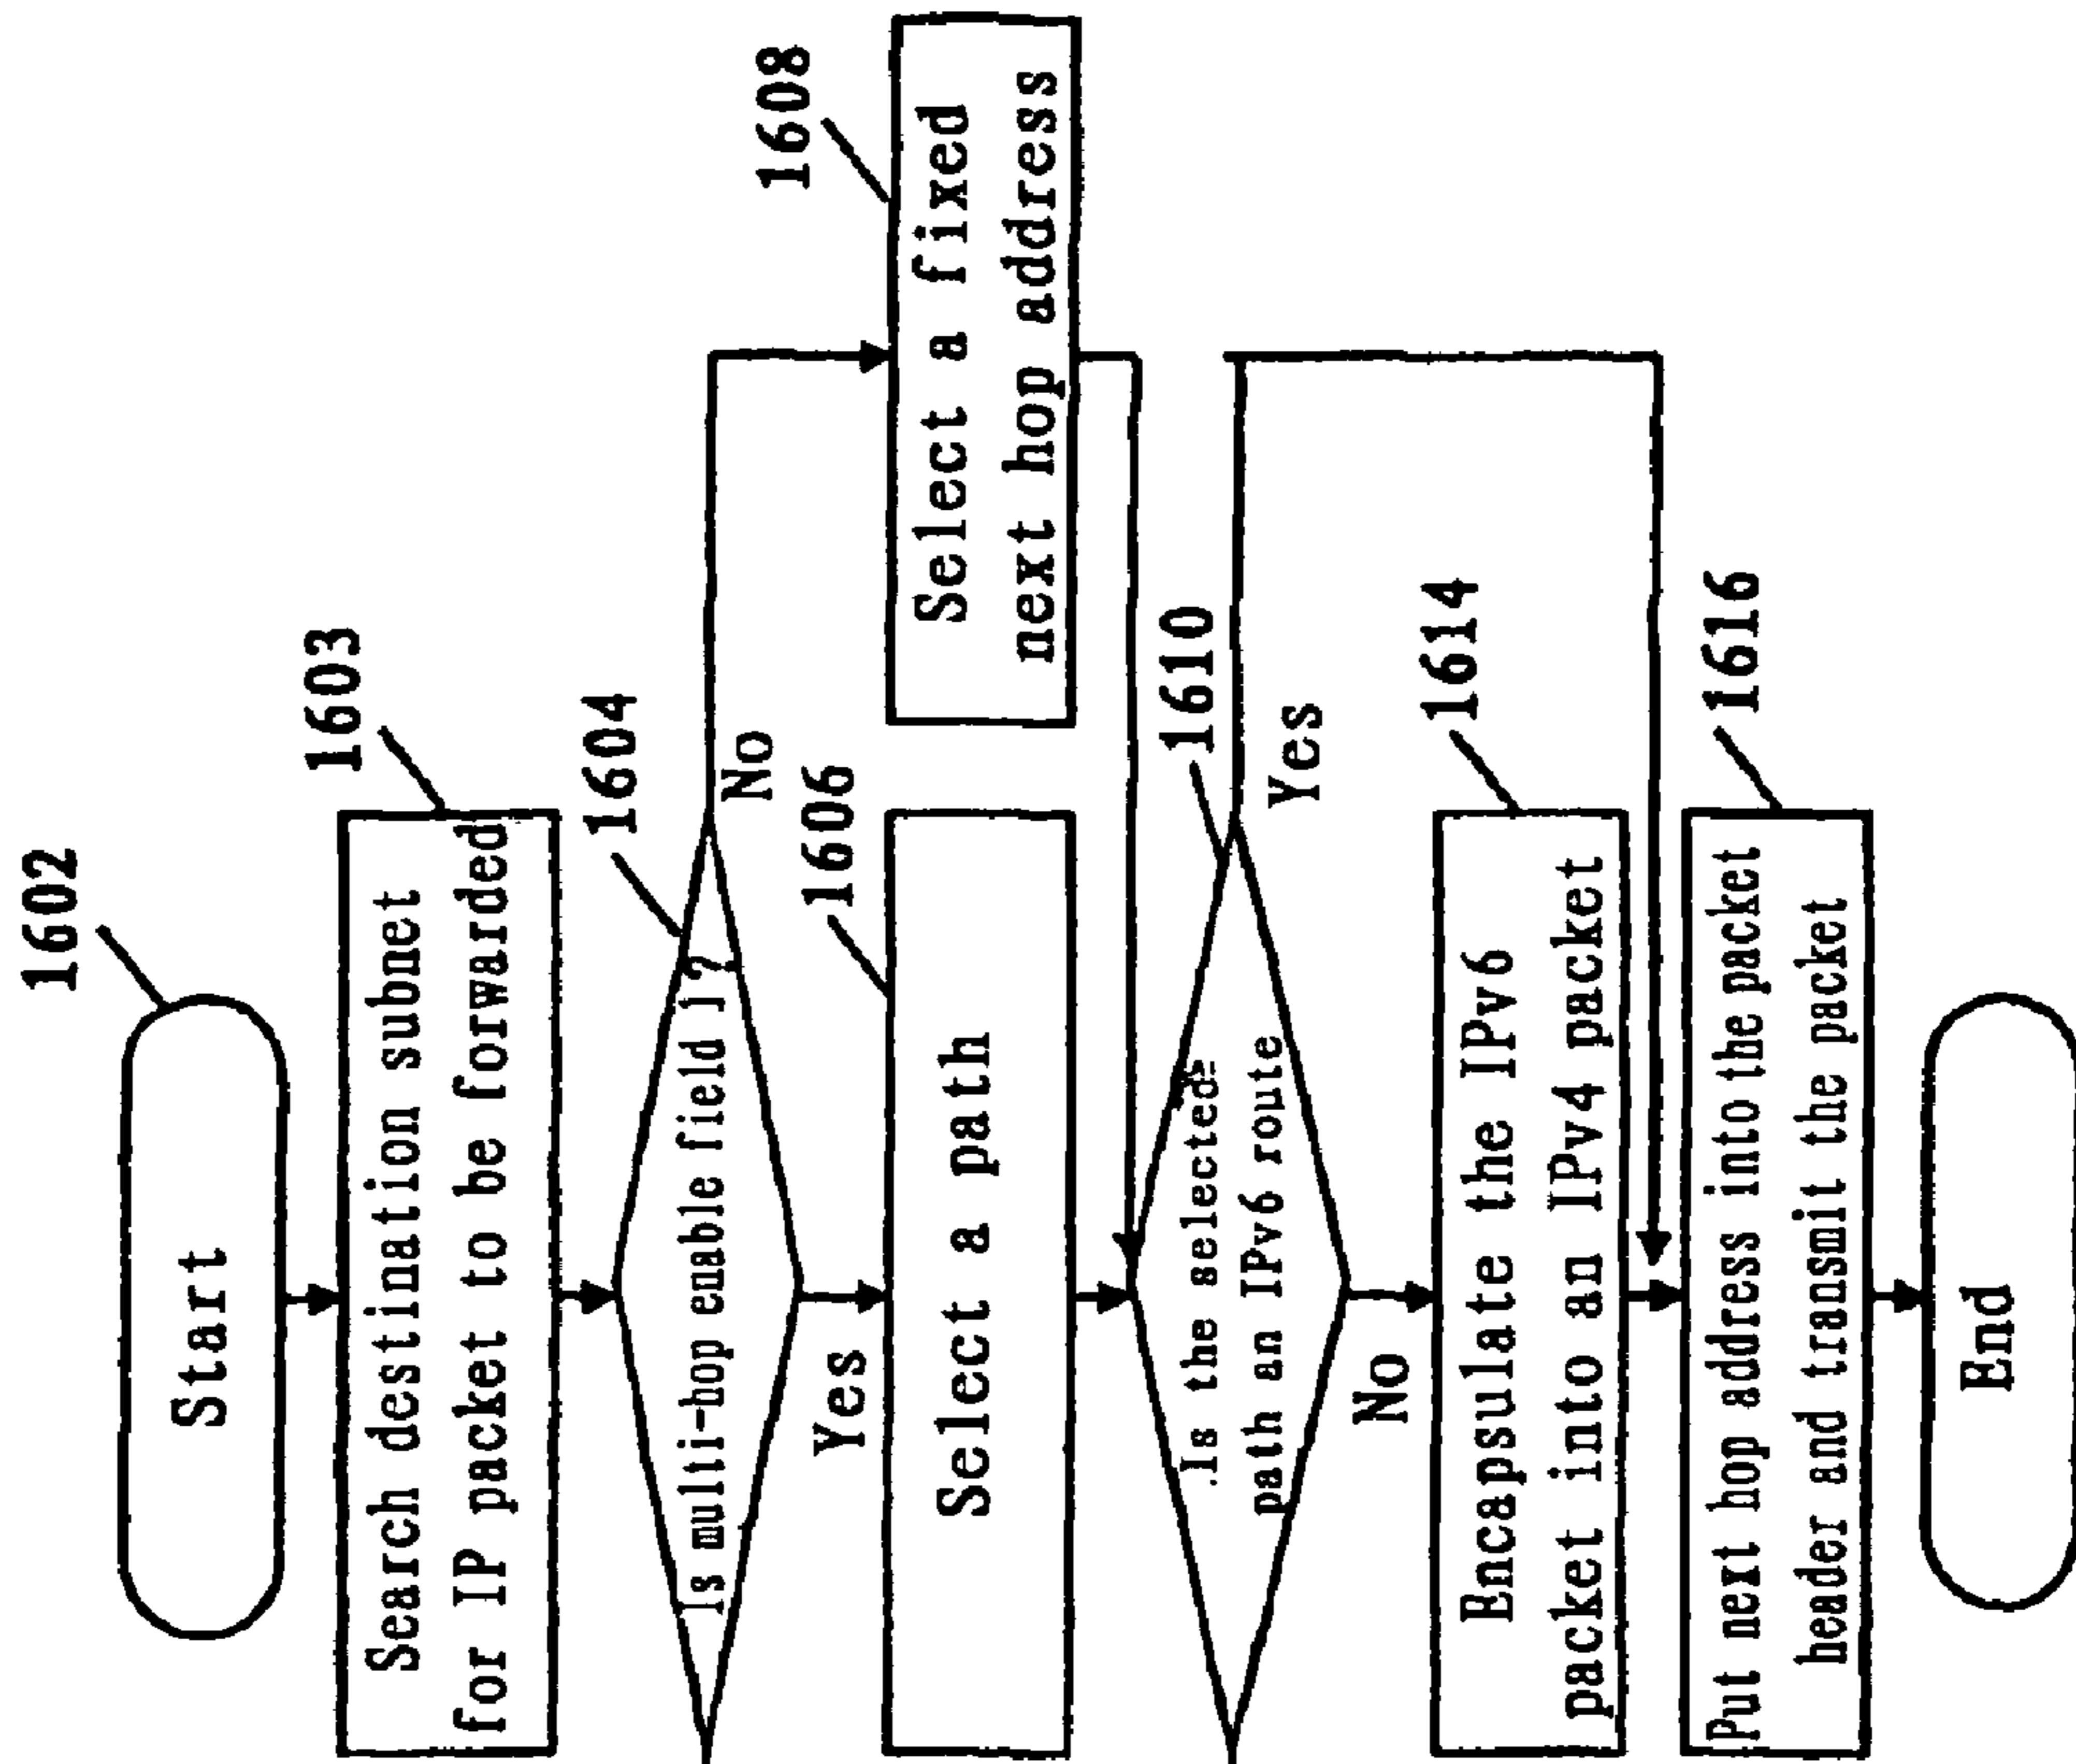 1602
Start
1603
Search destination subnet
for IP packet to be forwarded
1604
Is multi-hop enable field 1?
No
Yes
1606
Select a path
1608
Select a fixed
next hop address
1610
Is the selected
path an IPv6 route
Yes
No
1614
Encapsulate the IPv6
packet into an IPv4 packet
1616
Put next hop address into the packet
header and transmit the packet
End